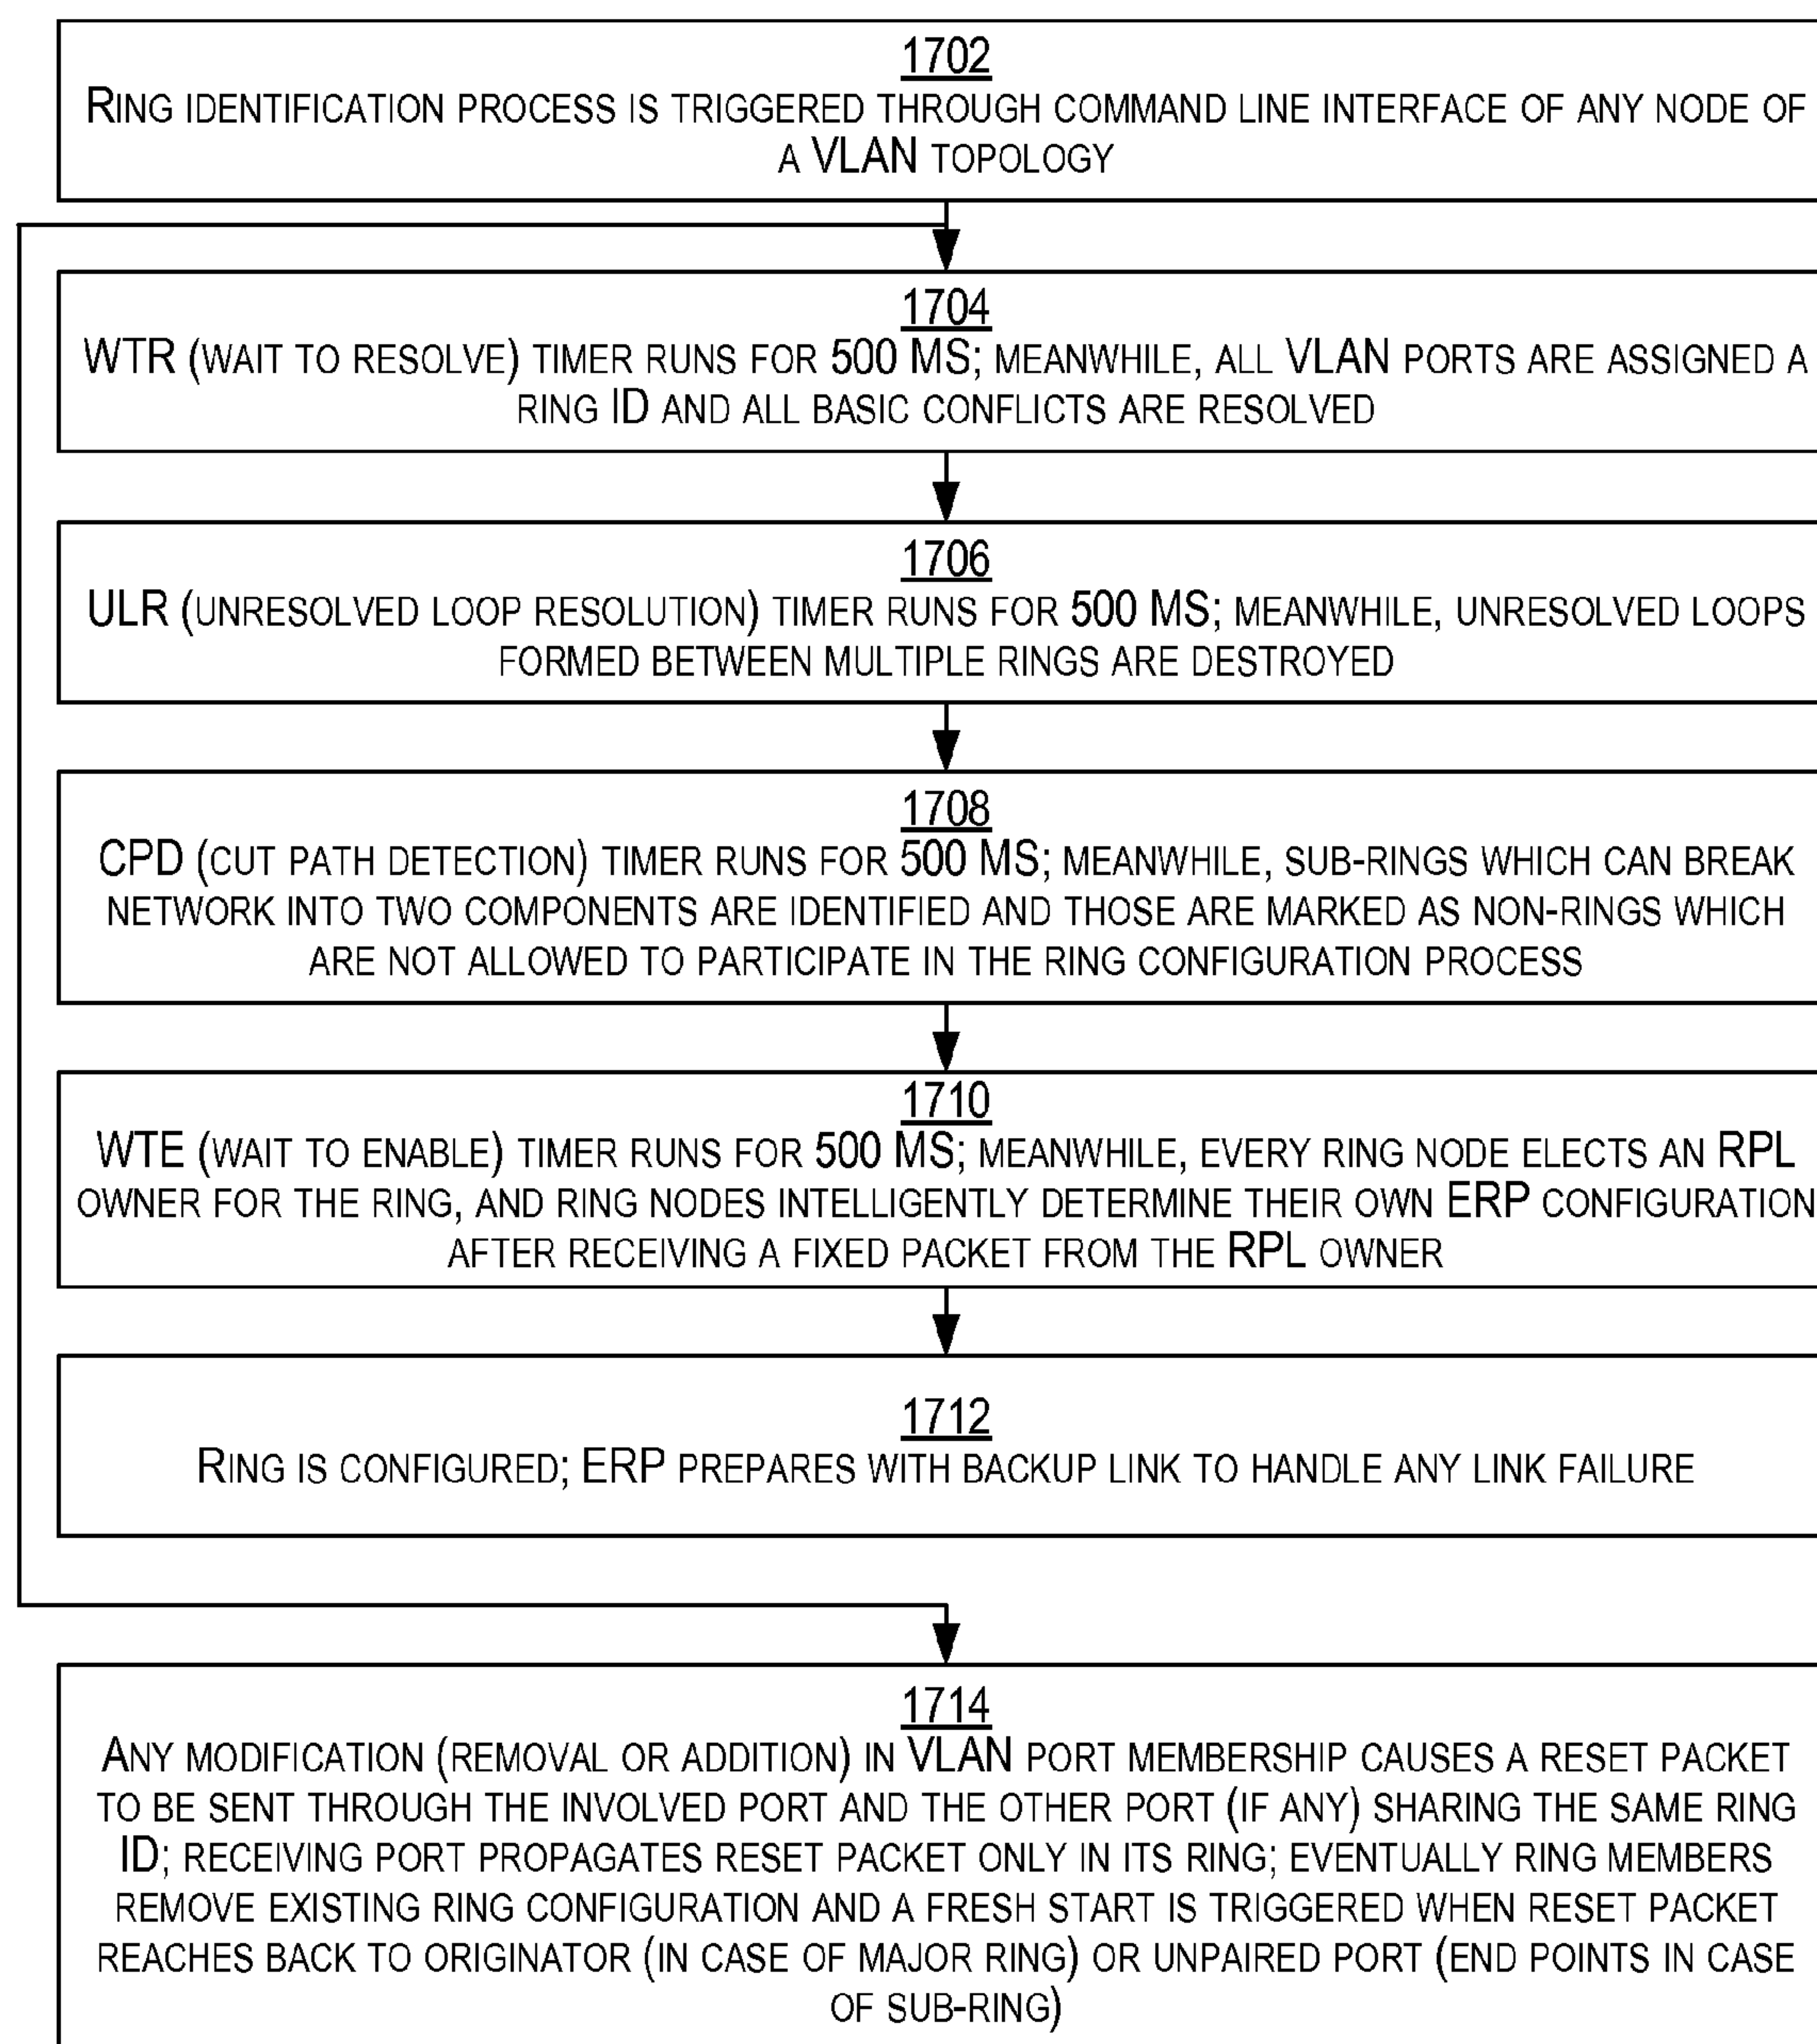 1702
RING IDENTIFICATION PROCESS IS TRIGGERED THROUGH COMMAND LINE INTERFACE OF ANY NODE OF
A VLAN TOPOLOGY
1704
WTR (WAIT TO RESOLVE) TIMER RUNS FOR 500 MS; MEANWHILE, ALL VLAN PORTS ARE ASSIGNED A
RING ID AND ALL BASIC CONFLICTS ARE RESOLVED
1706
ULR (UNRESOLVED LOOP RESOLUTION) TIMER RUNS FOR 500 MS; MEANWHILE, UNRESOLVED LOOPS
FORMED BETWEEN MULTIPLE RINGS ARE DESTROYED
1708
CPD (CUT PATH DETECTION) TIMER RUNS FOR 500 MS; MEANWHILE, SUB-RINGS WHICH CAN BREAK
NETWORK INTO TWO COMPONENTS ARE IDENTIFIED AND THOSE ARE MARKED AS NON-RINGS WHICH
ARE NOT ALLOWED TO PARTICIPATE IN THE RING CONFIGURATION PROCESS
1710
WTE (WAIT TO ENABLE) TIMER RUNS FOR 500 MS; MEANWHILE, EVERY RING NODE ELECTS AN RPL
OWNER FOR THE RING, AND RING NODES INTELLIGENTLY DETERMINE THEIR OWN ERP CONFIGURATION
AFTER RECEIVING A FIXED PACKET FROM THE RPL OWNER
1712
RING IS CONFIGURED; ERP PREPARES WITH BACKUP LINK TO HANDLE ANY LINK FAILURE
1714
ANY MODIFICATION (REMOVAL OR ADDITION) IN VLAN PORT MEMBERSHIP CAUSES A RESET PACKET
TO BE SENT THROUGH THE INVOLVED PORT AND THE OTHER PORT (IF ANY) SHARING THE SAME RING
ID; RECEIVING PORT PROPAGATES RESET PACKET ONLY IN ITS RING; EVENTUALLY RING MEMBERS
REMOVE EXISTING RING CONFIGURATION AND A FRESH START IS TRIGGERED WHEN RESET PACKET
REACHES BACK TO ORIGINATOR (IN CASE OF MAJOR RING) OR UNPAIRED PORT (END POINTS IN CASE
OF SUB-RING)